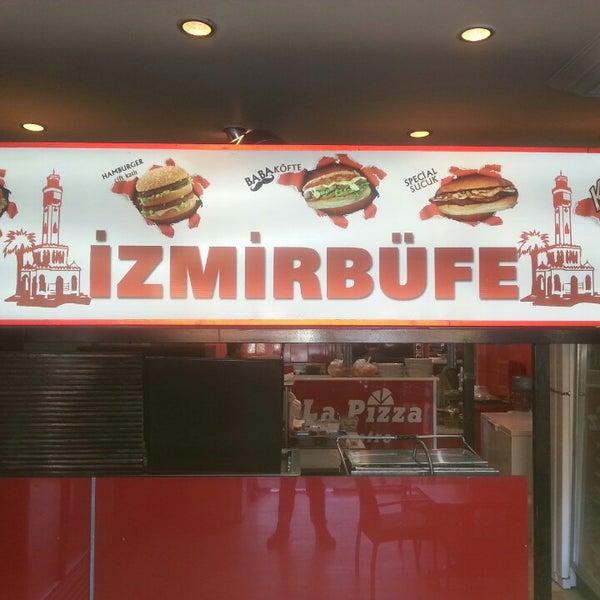 HAMBURGER
çift katlı
BABA KÖFTE
SPECIAL
SUCUK
K
İZMİRBÜFE
La Pizza